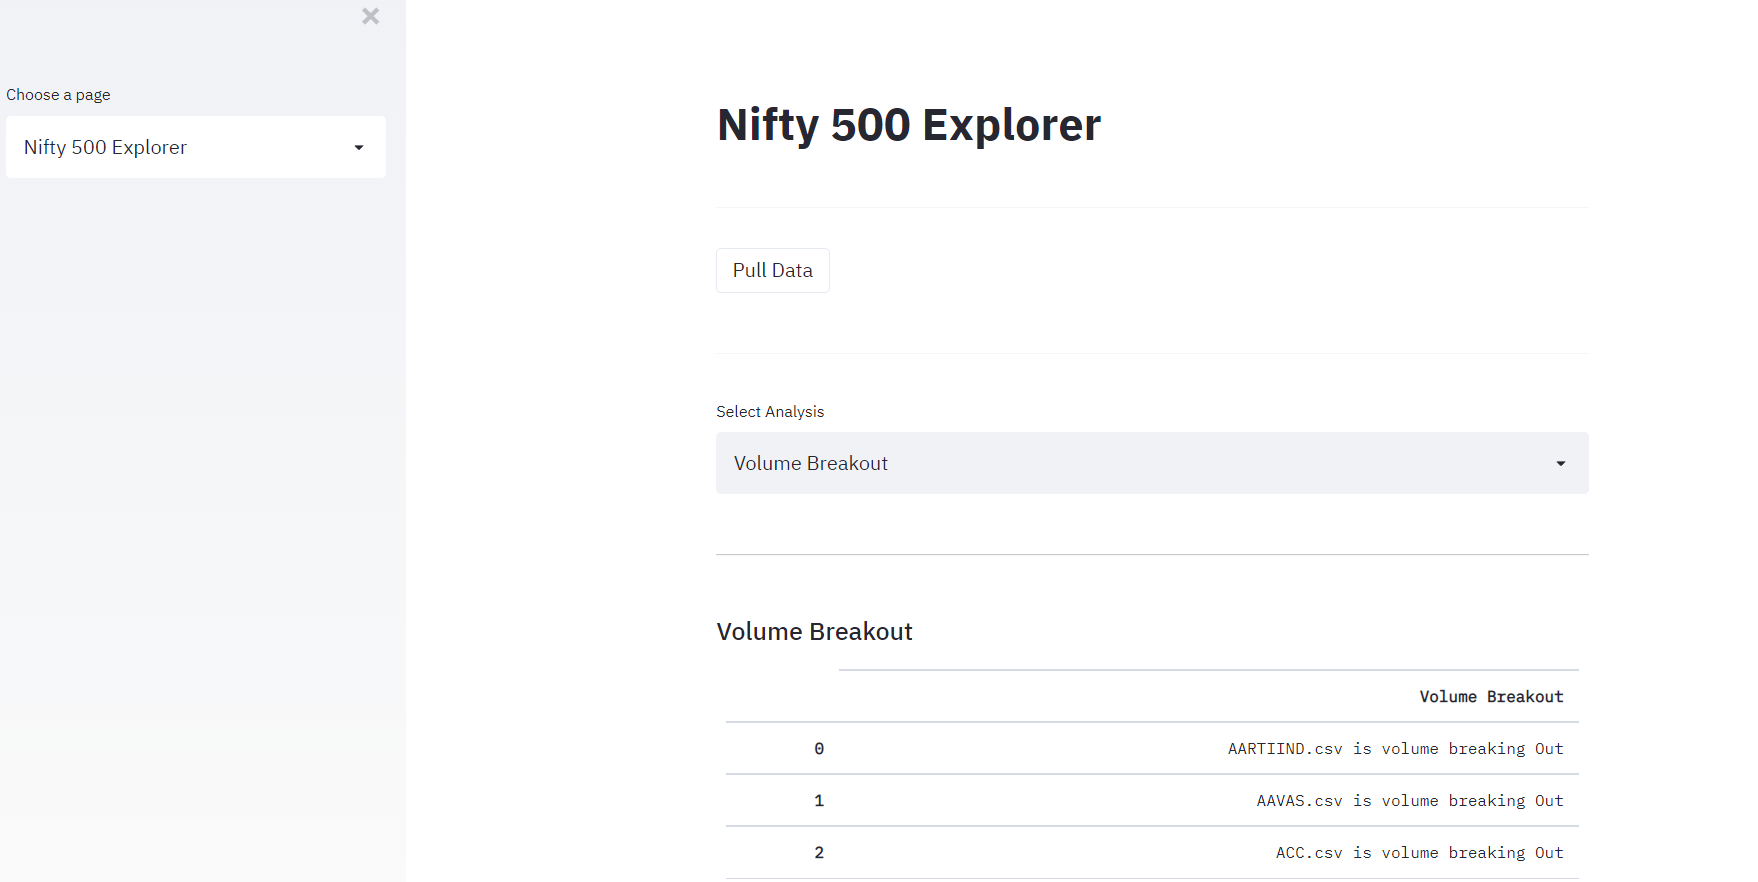 Choose a page
Nifty 500 Explorer
Nifty 500 Explorer
Pull Data
Select Analysis
Volume Breakout
Volume Breakout
Volume Breakout
0 AARTIIND.csv is volume breaking Out
1 AAVAS.csv is volume breaking Out
2 ACC.csv is volume breaking Out